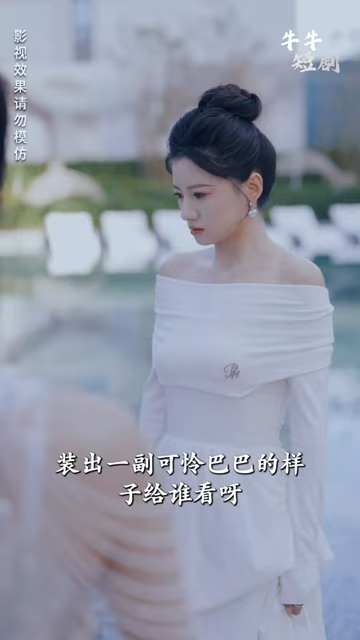 影视效果请勿模仿
牛牛
短剧
装出一副可怜巴巴的样
子给谁看呀